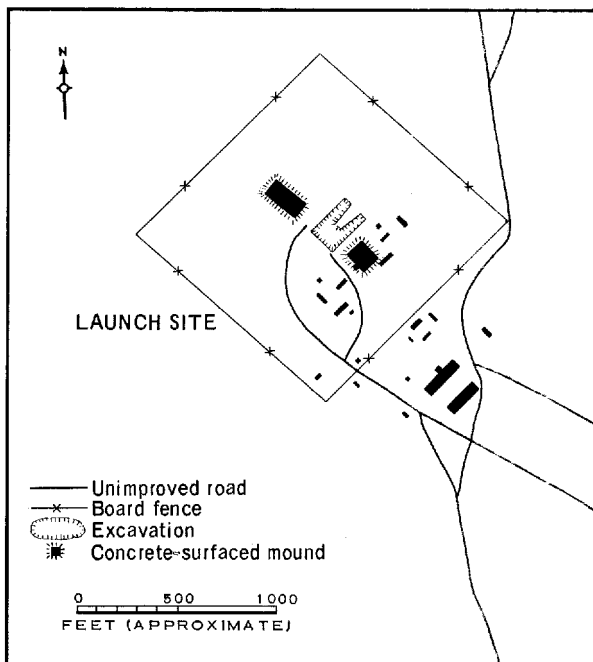 N
LAUNCH SITE
Unimproved road
Board fence
Excavation
Concrete-surfaced mound
0 500 1000
FEET (APPROXIMATE)